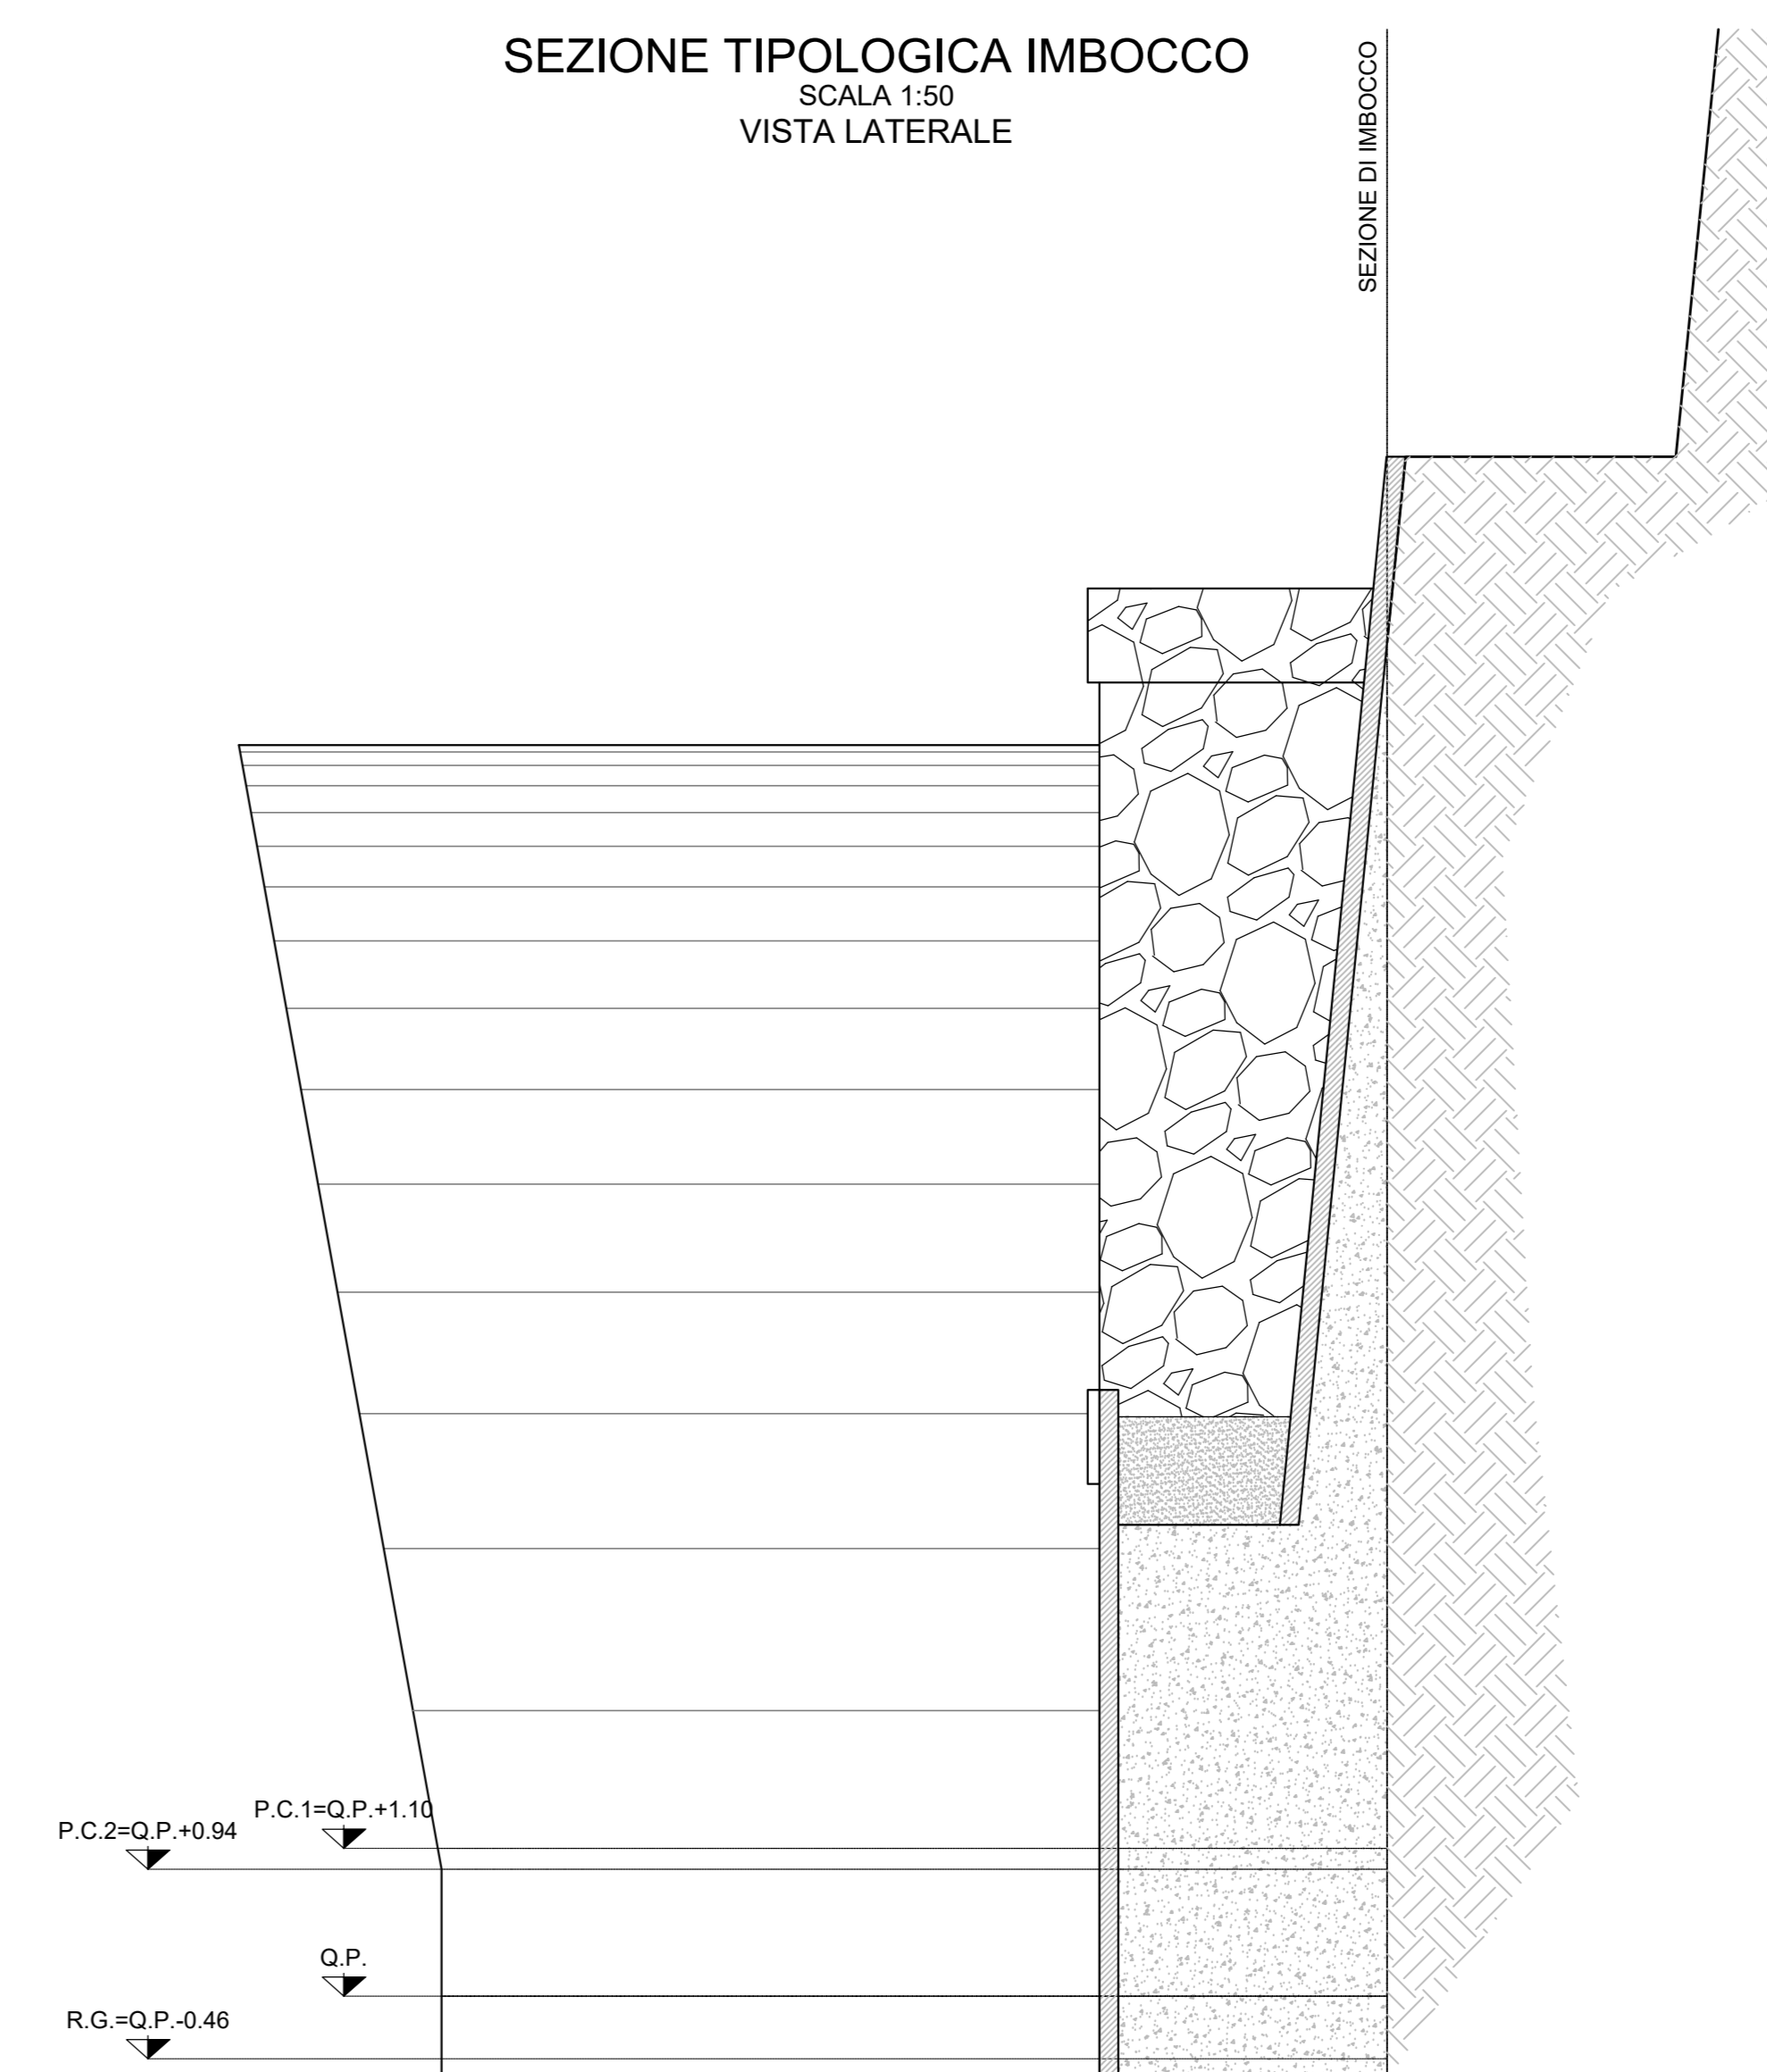 SEZIONE TIPOLOGICA IMBOCCO
SCALA 1:50
VISTA LATERALE
SEZIONE DI IMBOCCO
P.C.1=Q.P.+1.10
P.C.2=Q.P.+0.94
Q.P.
R.G.=Q.P.-0.46